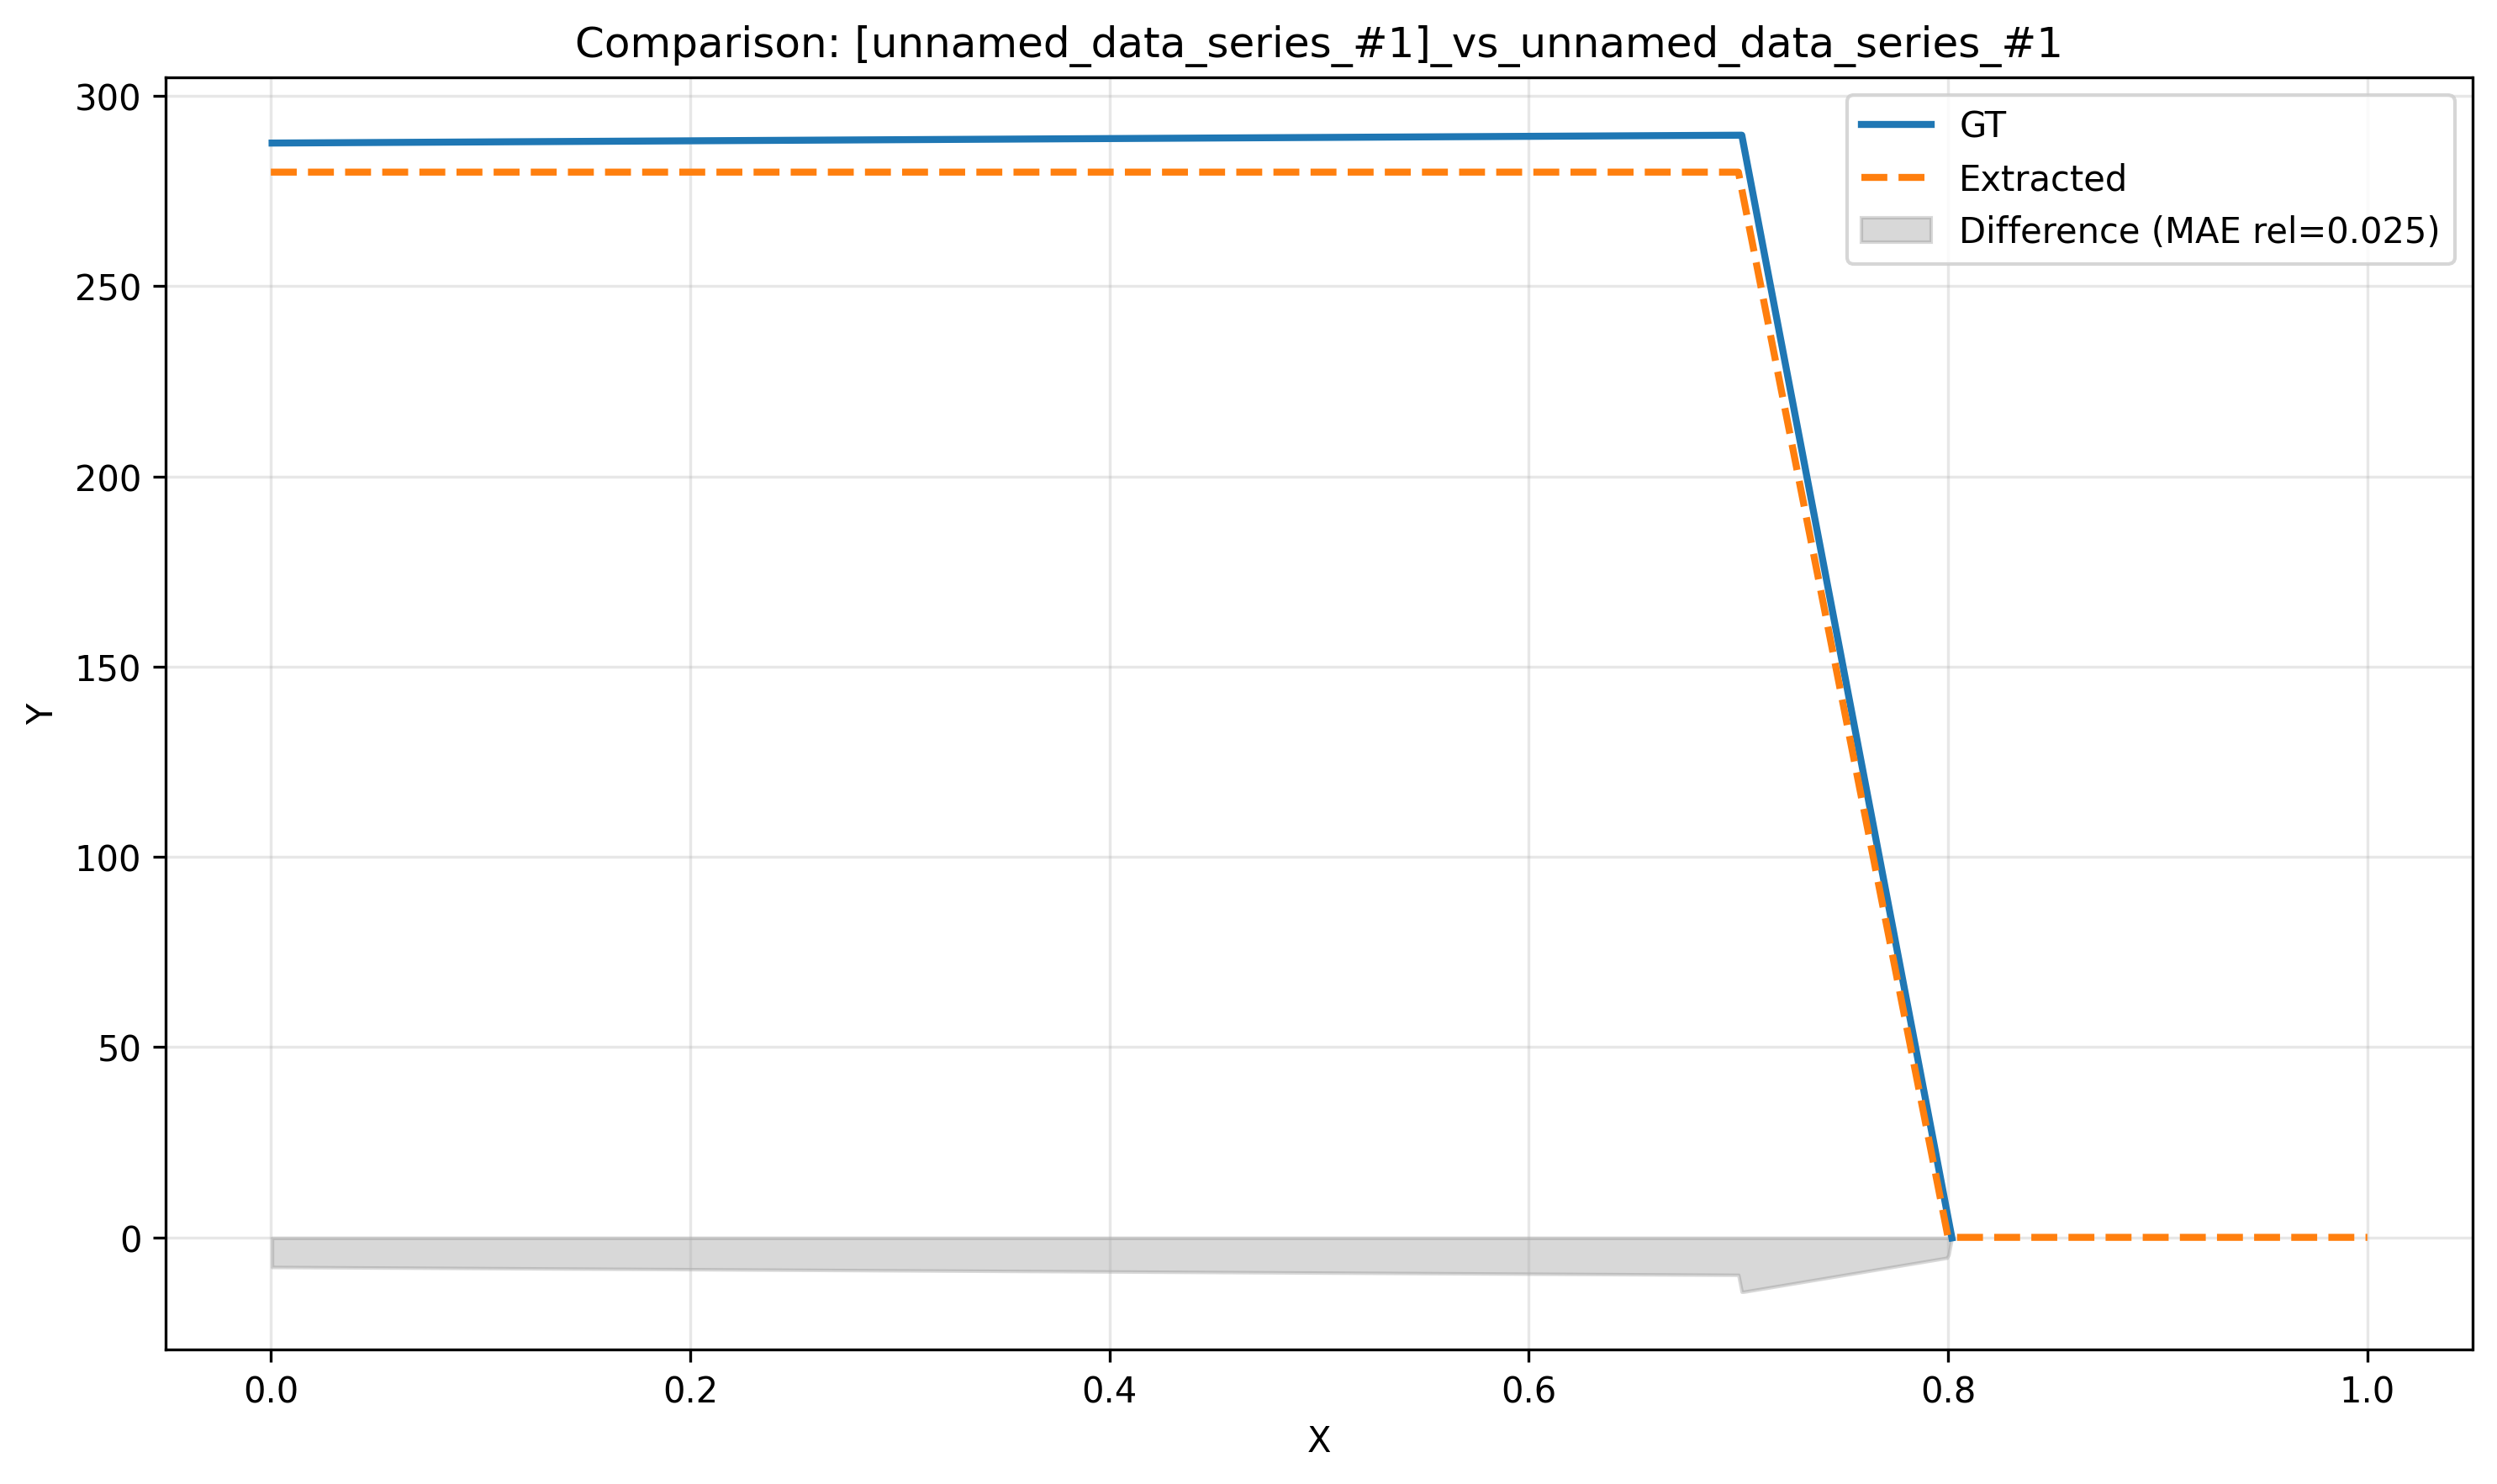 Comparison: [unnamed_data_series_#1]_vs_unnamed_data_series_#1
GT
Extracted
Difference (MAE rel=0.025)
300
250
200
150
100
50
0
Y
0.0 0.2 0.4 0.6 0.8 1.0
X